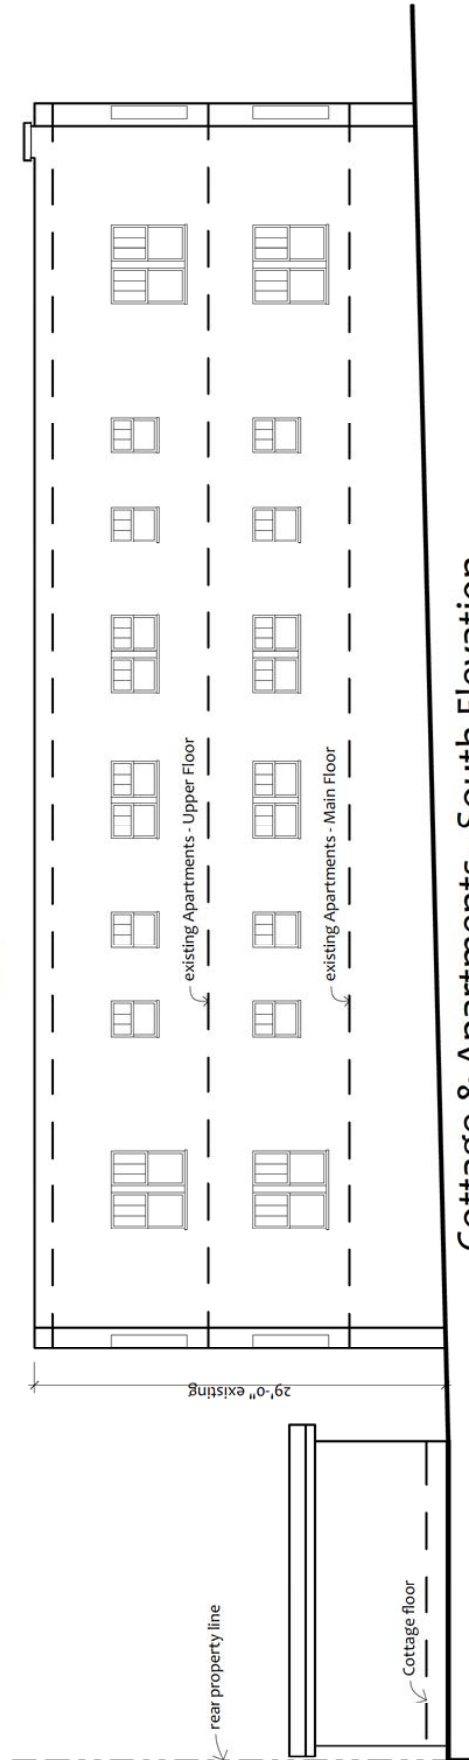 rear property line
29'-0" existing
existing Apartments - Upper Floor
existing Apartments - Main Floor
Cottage floor
Cottage & Apartments - South Elevation